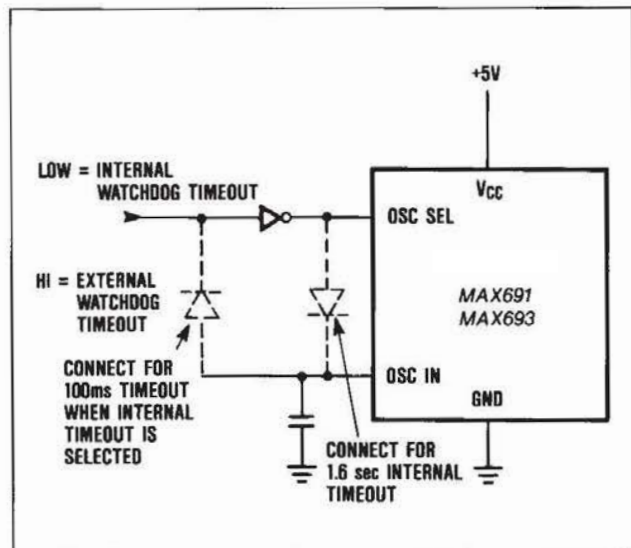 +5V
LOW = INTERNAL
WATCHDOG TIMEOUT
VCC
OSC SEL
HI = EXTERNAL
WATCHDOG
TIMEOUT
MAX691
MAX693
CONNECT FOR
100ms TIMEOUT
WHEN INTERNAL
TIMEOUT IS
SELECTED
OSC IN
GND
CONNECT FOR
1.6 sec INTERNAL
TIMEOUT